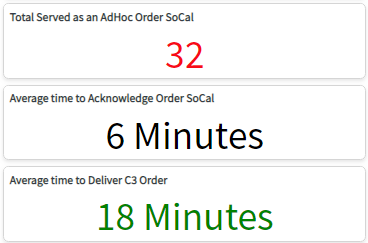 Total Served as an AdHoc Order SoCal
32
Average time to Acknowledge Order SoCal
6 Minutes
Average time to Deliver C3 Order
18 Minutes